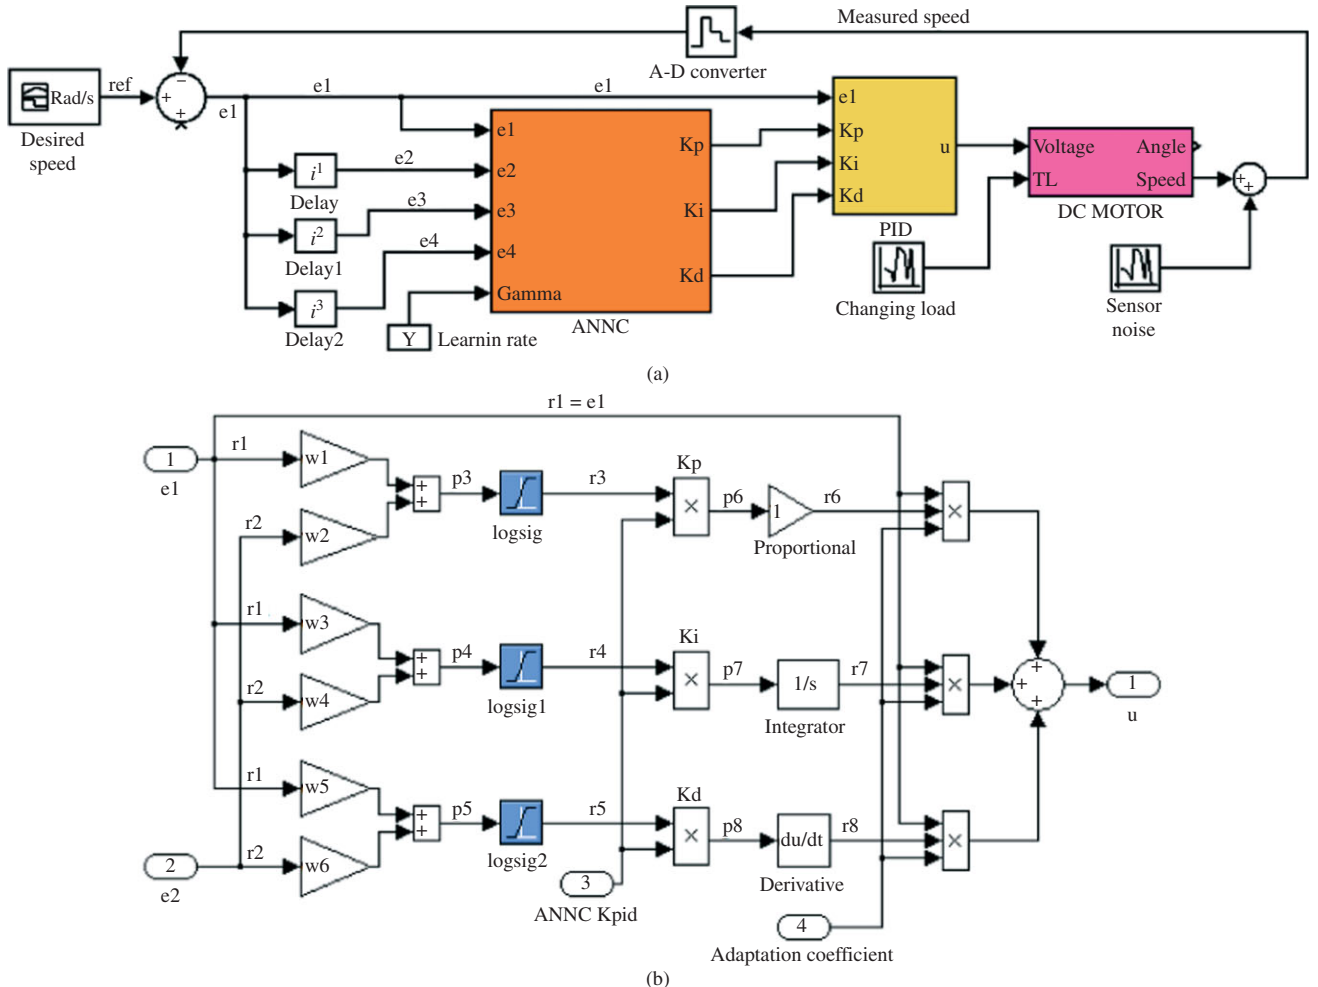 Measured speed
A-D converter
Rad/s
ref
Desired
speed
e1
e1
e1
i1
Delay
i2
Delay1
i3
Delay2
e2
e3
e4
e1
e2
e3
e4
Gamma
Kp
Ki
Kd
ANNC
Y
Learnin rate
e1
Kp
Ki
Kd
u
PID
Changing load
Voltage
TL
Angle
Speed
DC MOTOR
Sensor
noise
(a)
r1 = e1
1
e1
r1
w1
r2
w2
p3
logsig
r3
Kp
×
p6
1
Proportional
r6
×
r1
w3
r2
w4
p4
logsig1
r4
Ki
×
p7
1/s
Integrator
r7
×
1
u
r1
w5
r2
w6
2
e2
p5
logsig2
r5
Kd
×
p8
du/dt
Derivative
r8
×
3
ANNC Kpid
4
Adaptation coefficient
(b)